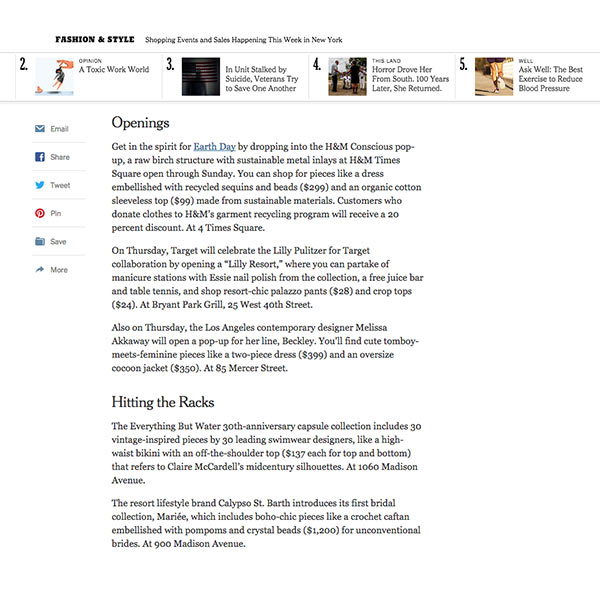 FASHION & STYLE Shopping Events and Sales Happening This Week in New York
2. OPINION
A Toxic Work World
3. In Unit Stalked by
Suicide, Veterans Try
to Save One Another
4. THIS LAND
Horror Drove Her
From South. 100 Years
Later, She Returned.
5. WELL
Ask Well: The Best
Exercise to Reduce
Blood Pressure
Email
Share
Tweet
Pin
Save
More
Openings
Get in the spirit for Earth Day by dropping into the H&M Conscious pop-
up, a raw birch structure with sustainable metal inlays at H&M Times
Square open through Sunday. You can shop for pieces like a dress
embellished with recycled sequins and beads ($299) and an organic cotton
sleeveless top ($99) made from sustainable materials. Customers who
donate clothes to H&M's garment recycling program will receive a 20
percent discount. At 4 Times Square.
On Thursday, Target will celebrate the Lilly Pulitzer for Target
collaboration by opening a “Lilly Resort,” where you can partake of
manicure stations with Essie nail polish from the collection, a free juice bar
and table tennis, and shop resort-chic palazzo pants ($28) and crop tops
($24). At Bryant Park Grill, 25 West 40th Street.
Also on Thursday, the Los Angeles contemporary designer Melissa
Akkaway will open a pop-up for her line, Beckley. You'll find cute tomboy-
meets-feminine pieces like a two-piece dress ($399) and an oversize
cocoon jacket ($350). At 85 Mercer Street.
Hitting the Racks
The Everything But Water 30th-anniversary capsule collection includes 30
vintage-inspired pieces by 30 leading swimwear designers, like a high-
waist bikini with an off-the-shoulder top ($137 each for top and bottom)
that refers to Claire McCardell's midcentury silhouettes. At 1060 Madison
Avenue.
The resort lifestyle brand Calypso St. Barth introduces its first bridal
collection, Mariée, which includes boho-chic pieces like a crochet caftan
embellished with pompoms and crystal beads ($1,200) for unconventional
brides. At 900 Madison Avenue.